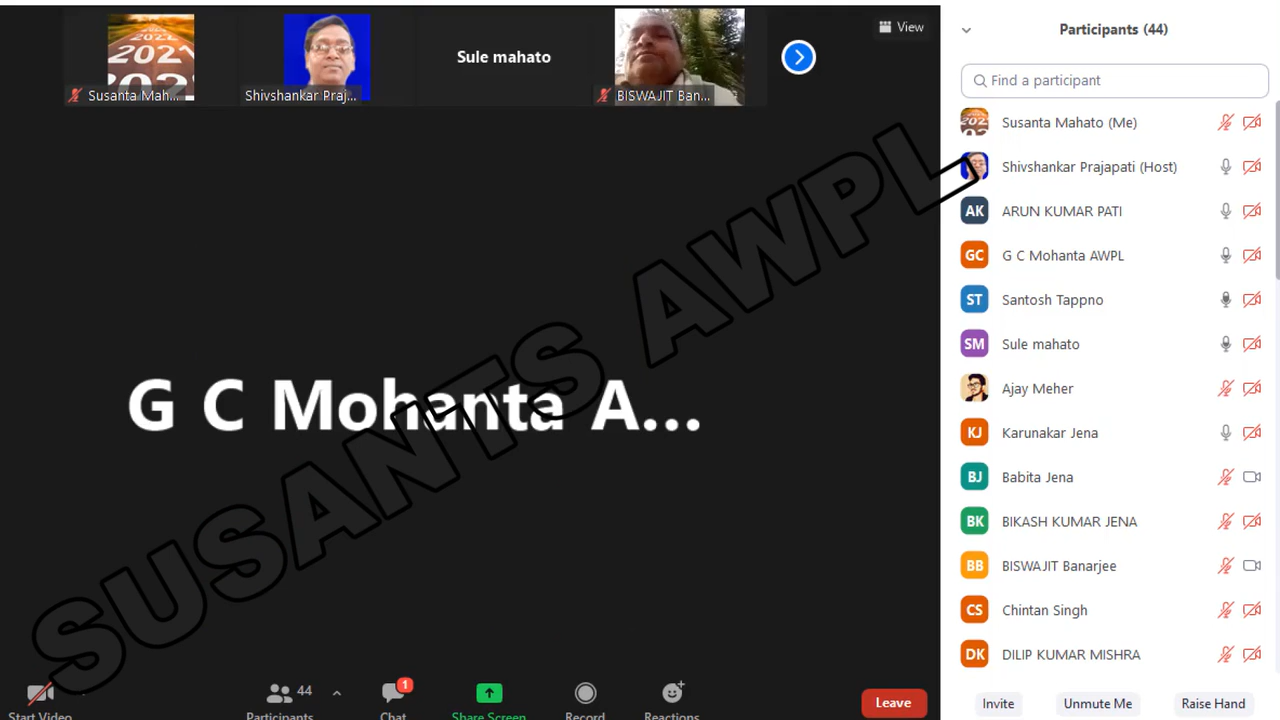 View
Sule mahato
Susanta Mah...
Shivshankar Praj...
BISWAJIT Ban...
G C Mohanta A...
SUSANTS AWPL
44
1
Start Video
Participants
Chat
Share Screen
Record
Reactions
Leave
Participants (44)
Find a participant
Susanta Mahato (Me)
Shivshankar Prajapati (Host)
AK ARUN KUMAR PATI
GC G C Mohanta AWPL
ST Santosh Tappno
SM Sule mahato
Ajay Meher
KJ Karunakar Jena
BJ Babita Jena
BK BIKASH KUMAR JENA
BB BISWAJIT Banarjee
CS Chintan Singh
DK DILIP KUMAR MISHRA
Invite
Unmute Me
Raise Hand